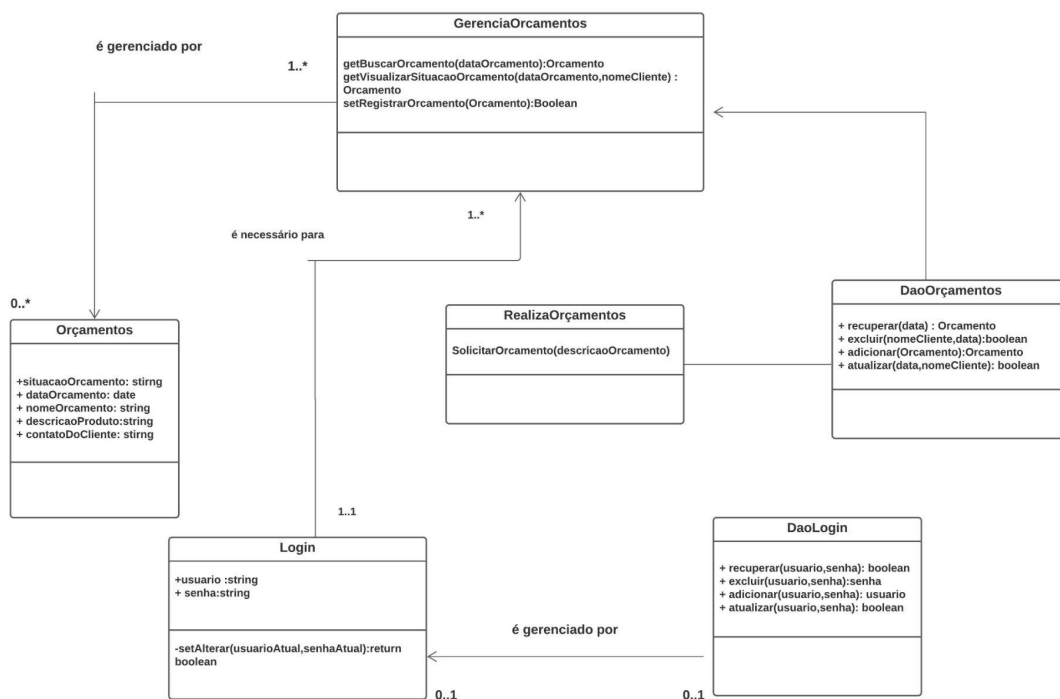 GerenciaOrcamentos
getBuscarOrcamento(dataOrcamento):Orcamento
getVisualizarSituacaoOrcamento(dataOrcamento,nomeCliente) :
Orcamento
setRegistrarOrcamento(Orcamento):Boolean
é gerenciado por
1..*
1..*
é necessário para
0..*
Orçamentos
+situacaoOrcamento: stirng
+ dataOrcamento: date
+ nomeOrcamento: string
+ descricaoProduto:string
+ contatoDoCliente: stirng
RealizaOrçamentos
SolicitarOrcamento(descricaoOrcamento)
DaoOrçamentos
+ recuperar(data) : Orcamento
+ excluir(nomeCliente,data):boolean
+ adicionar(Orcamento):Orcamento
+ atualizar(data,nomeCliente): boolean
1..1
Login
+usuario :string
+ senha:string
-setAlterar(usuarioAtual,senhaAtual):return
boolean
DaoLogin
+ recuperar(usuario,senha): boolean
+ excluir(usuario,senha):senha
+ adicionar(usuario,senha): usuario
+ atualizar(usuario,senha): boolean
é gerenciado por
0..1
0..1